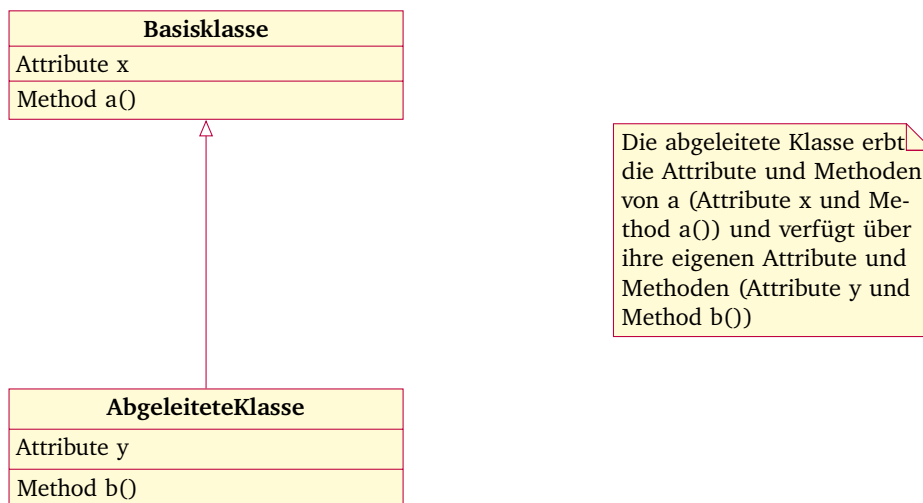 Basisklasse
Attribute x
Method a()
Die abgeleitete Klasse erbt
die Attribute und Methoden
von a (Attribute x und Me-
thod a()) und verfügt über
ihre eigenen Attribute und
Methoden (Attribute y und
Method b())
AbgeleiteteKlasse
Attribute y
Method b()